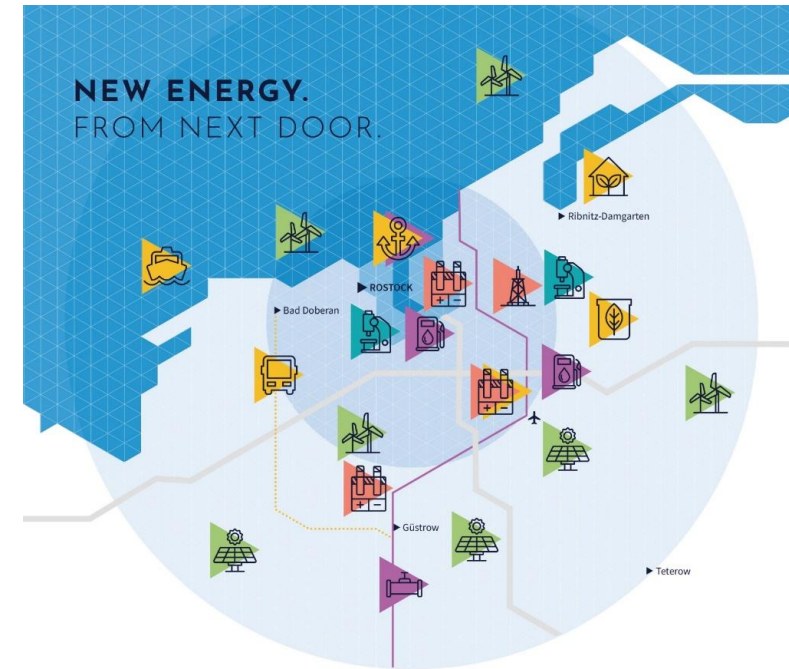 NEW ENERGY.
FROM NEXT DOOR.
Ribnitz-Damgarten
ROSTOCK
Bad Doberan
+ −
+ −
+ −
Güstrow
Teterow